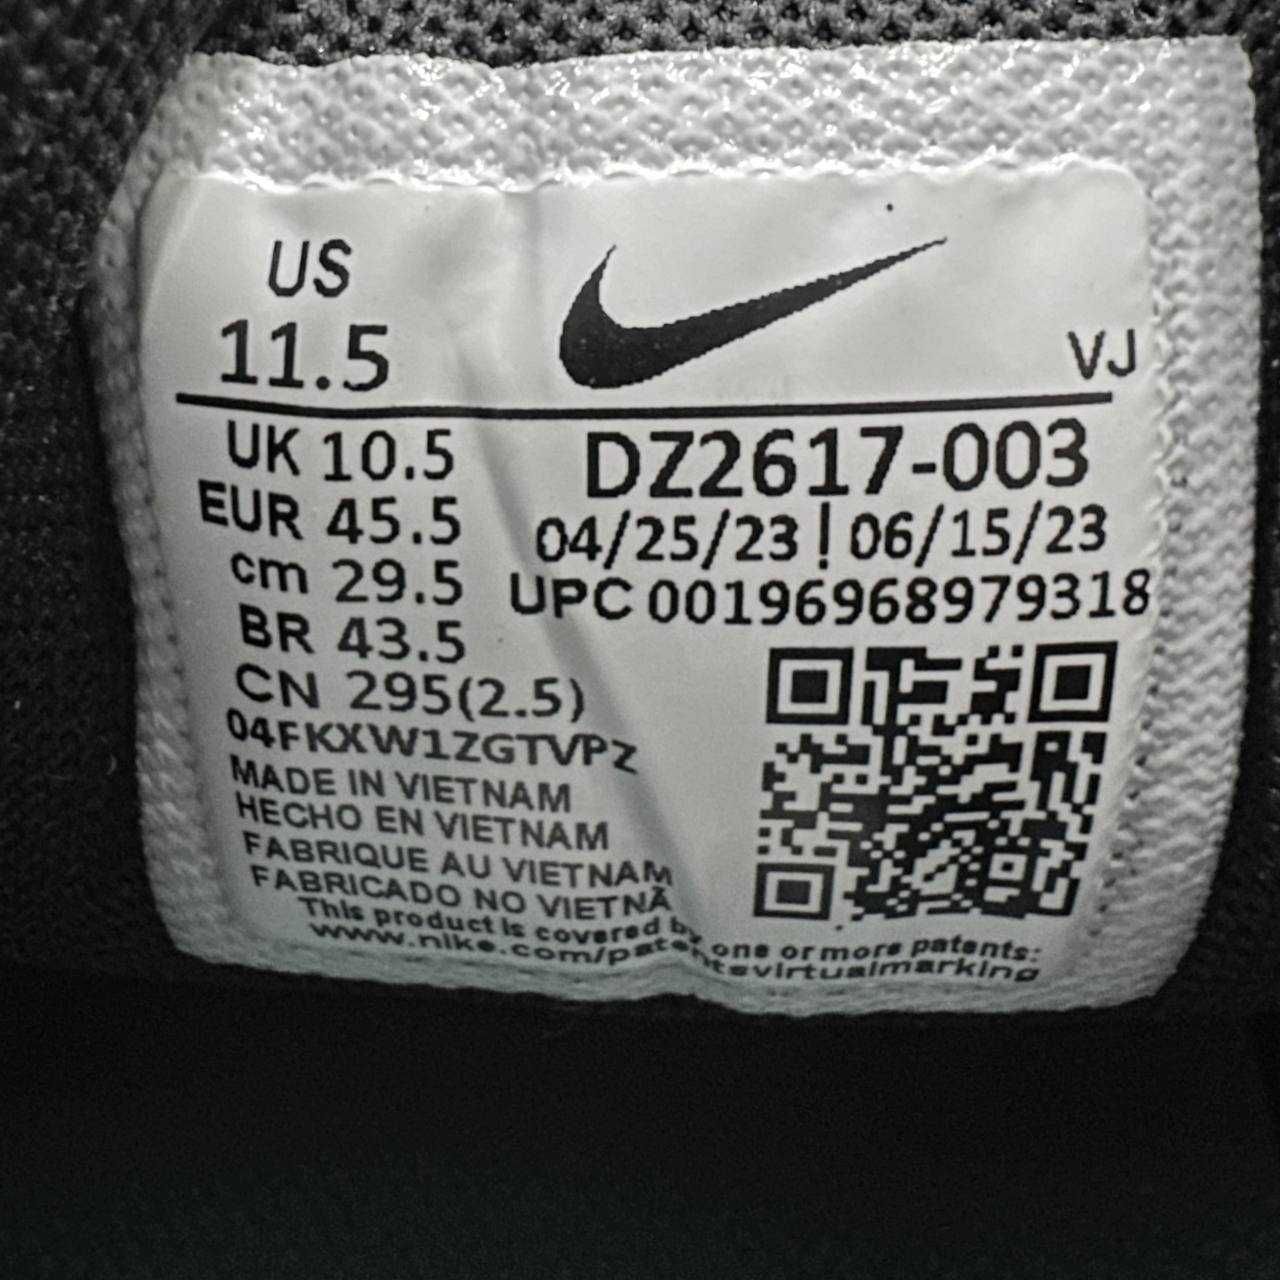 US
11.5
VJ
UK 10.5
EUR 45.5
cm 29.5
BR 43.5
CN 295(2.5)
DZ2617-003
04/25/23 | 06/15/23
UPC 00196968979318
04FKXW1ZGTVPZ
MADE IN VIETNAM
HECHO EN VIETNAM
FABRIQUE AU VIETNAM
FABRICADO NO VIETNÃ
This product is covered by one or more patents:
www.nike.com/patentsvirtualmarking